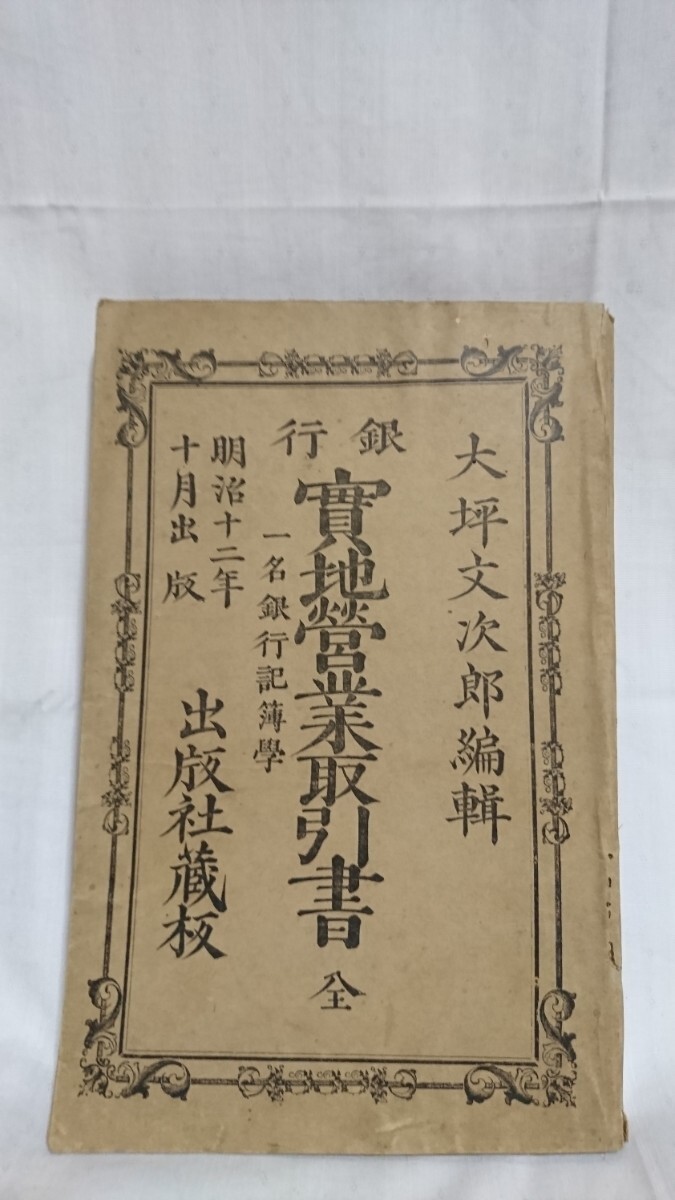 大坪文次郎編輯
銀行
實地營業取引書 全
一名銀行記簿學
明治十二年
十月出版
出版社蔵板